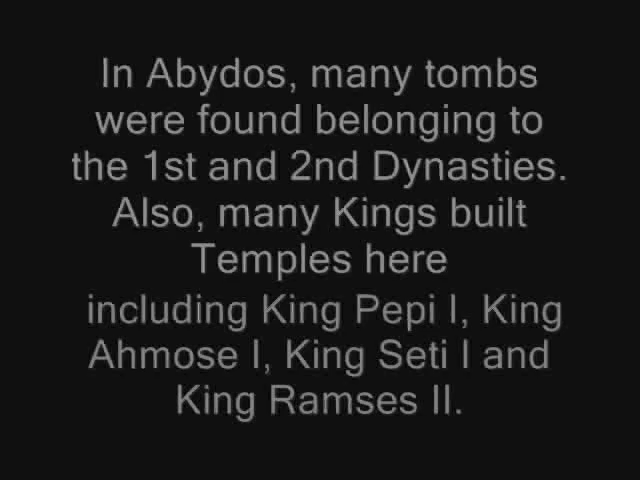 In Abydos, many tombs
were found belonging to
the 1st and 2nd Dynasties.
Also, many Kings built
Temples here
including King Pepi I, King
Ahmose I, King Seti I and
King Ramses II.